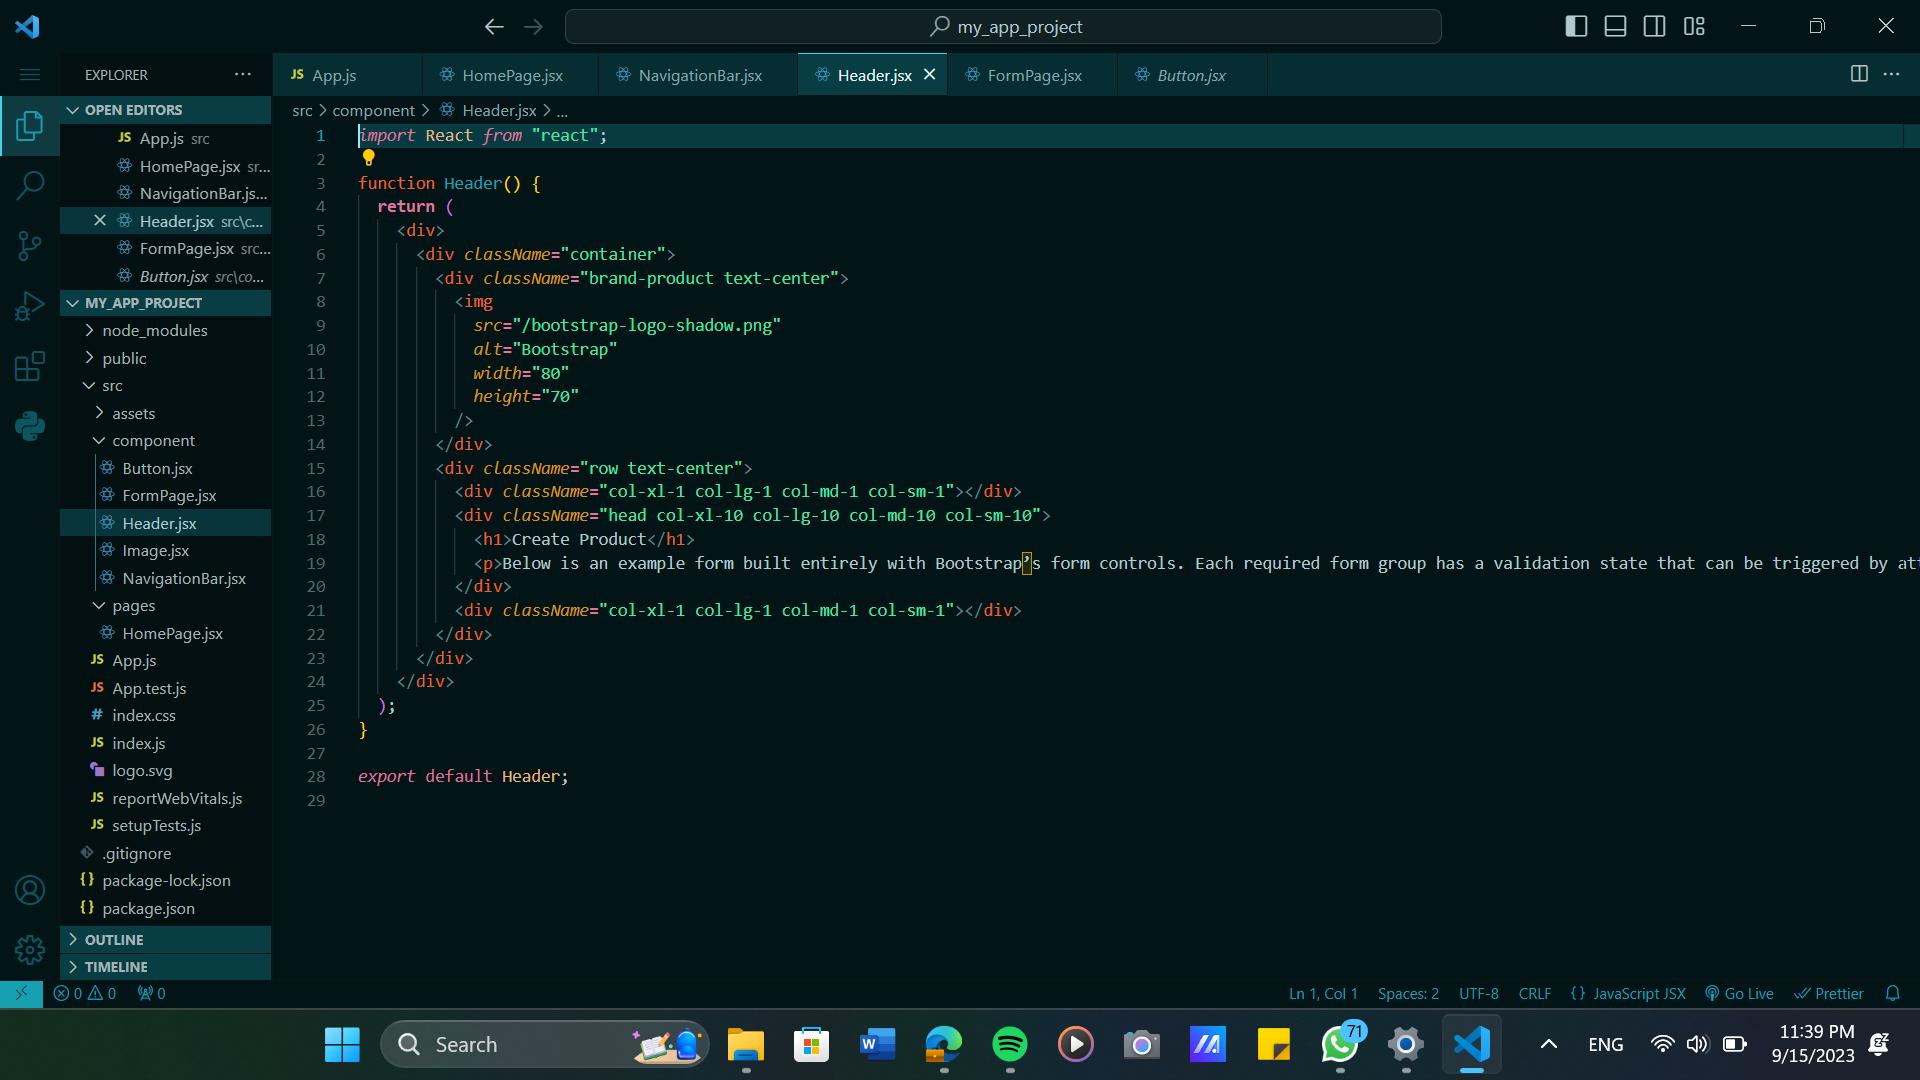 my_app_project
EXPLORER
App.js
HomePage.jsx
NavigationBar.jsx
Header.jsx
FormPage.jsx
Button.jsx
OPEN EDITORS
JS App.js src
HomePage.jsx sr...
NavigationBar.js...
Header.jsx src\c...
FormPage.jsx src...
Button.jsx src\co...
MY_APP_PROJECT
node_modules
public
src
assets
component
Button.jsx
FormPage.jsx
Header.jsx
Image.jsx
NavigationBar.jsx
pages
HomePage.jsx
JS App.js
JS App.test.js
# index.css
JS index.js
logo.svg
JS reportWebVitals.js
JS setupTests.js
.gitignore
{} package-lock.json
{} package.json
OUTLINE
TIMELINE
src > component > Header.jsx > ...
1 import React from "react";
2
3 function Header() {
4 return (
5 <div>
6 <div className="container">
7 <div className="brand-product text-center">
8 <img
9 src="/bootstrap-logo-shadow.png"
10 alt="Bootstrap"
11 width="80"
12 height="70"
13 />
14 </div>
15 <div className="row text-center">
16 <div className="col-xl-1 col-lg-1 col-md-1 col-sm-1"></div>
17 <div className="head col-xl-10 col-lg-10 col-md-10 col-sm-10">
18 <h1>Create Product</h1>
19 <p>Below is an example form built entirely with Bootstrap’s form controls. Each required form group has a validation state that can be triggered by att
20 </div>
21 <div className="col-xl-1 col-lg-1 col-md-1 col-sm-1"></div>
22 </div>
23 </div>
24 </div>
25 );
26 }
27
28 export default Header;
29
0 0 0
Ln 1, Col 1 Spaces: 2 UTF-8 CRLF {} JavaScript JSX Go Live Prettier
Search
W
71
ENG
11:39 PM
9/15/2023